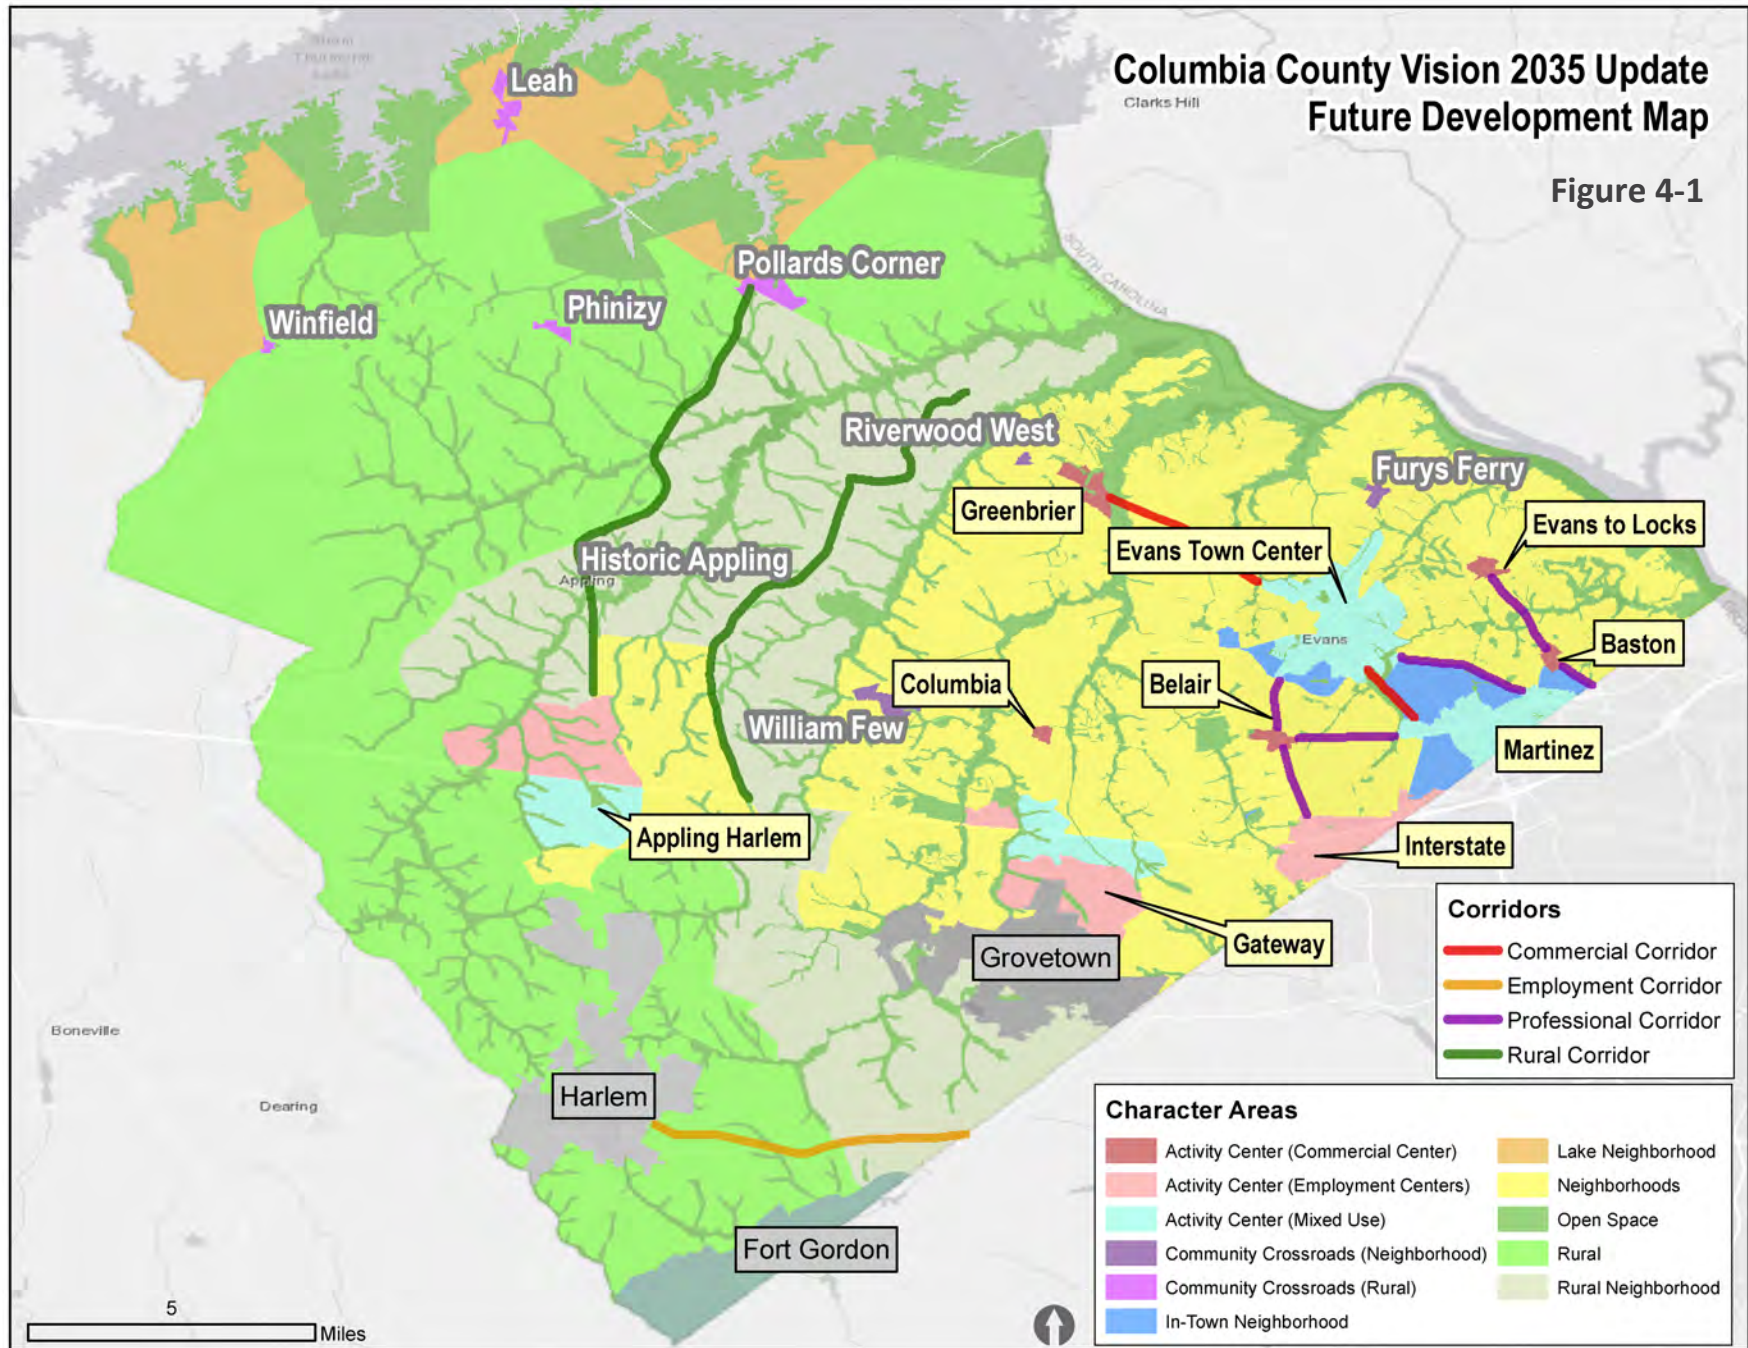 Columbia County Vision 2035 Update
Future Development Map
Figure 4-1
Clarks Hill
Leah
SOUTH CAROLINA
Pollards Corner
Phinizy
Winfield
Riverwood West
Furys Ferry
Greenbrier
Evans to Locks
Evans Town Center
Historic Appling
Appling
Evans
Baston
Columbia
Belair
William Few
Martinez
Appling Harlem
Interstate
Gateway
Grovetown
Boneville
Harlem
Dearing
Fort Gordon
Corridors
Commercial Corridor
Employment Corridor
Professional Corridor
Rural Corridor
Character Areas
Activity Center (Commercial Center)
Activity Center (Employment Centers)
Activity Center (Mixed Use)
Community Crossroads (Neighborhood)
Community Crossroads (Rural)
In-Town Neighborhood
Lake Neighborhood
Neighborhoods
Open Space
Rural
Rural Neighborhood
5
Miles